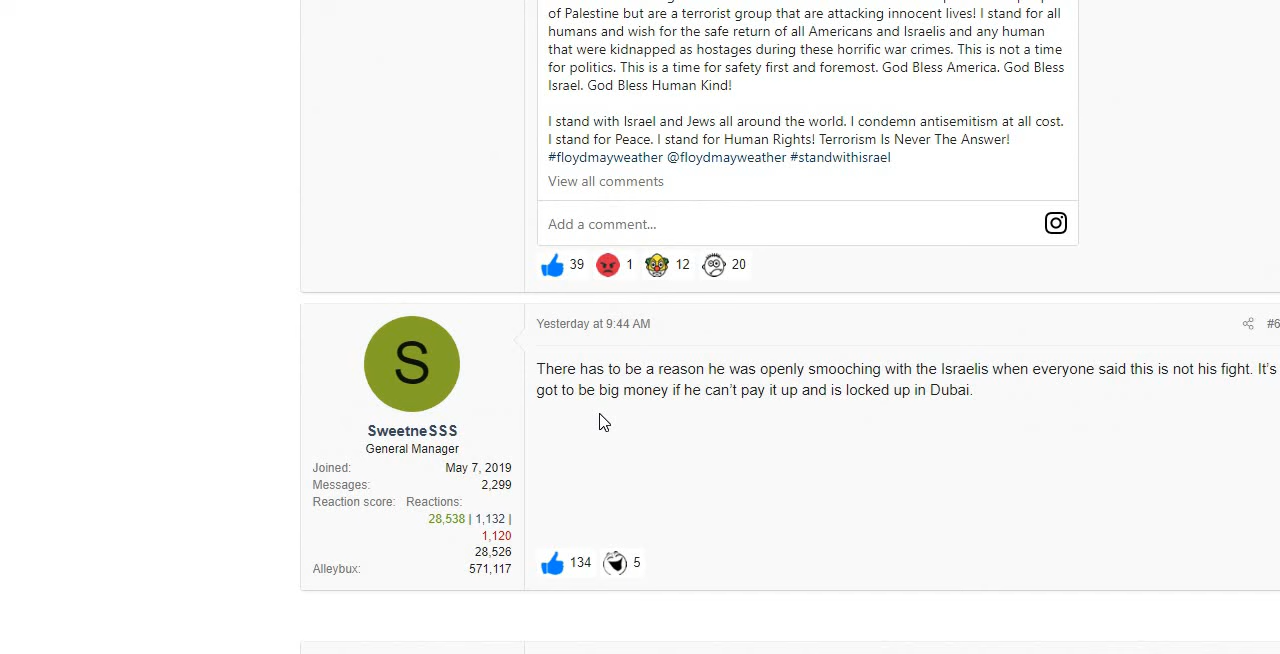 of Palestine but are a terrorist group that are attacking innocent lives! I stand for all
humans and wish for the safe return of all Americans and Israelis and any human
that were kidnapped as hostages during these horrific war crimes. This is not a time
for politics. This is a time for safety first and foremost. God Bless America. God Bless
Israel. God Bless Human Kind!
I stand with Israel and Jews all around the world. I condemn antisemitism at all cost.
I stand for Peace. I stand for Human Rights! Terrorism Is Never The Answer!
#floydmayweather @floydmayweather #standwithisrael
View all comments
Add a comment...
39 1 12 20
S
SweetneSSS
General Manager
Joined: May 7, 2019
Messages: 2,299
Reaction score: Reactions:
28,538 | 1,132 |
1,120
28,526
Alleybux: 571,117
Yesterday at 9:44 AM #6
There has to be a reason he was openly smooching with the Israelis when everyone said this is not his fight. It’s
got to be big money if he can’t pay it up and is locked up in Dubai.
134 5